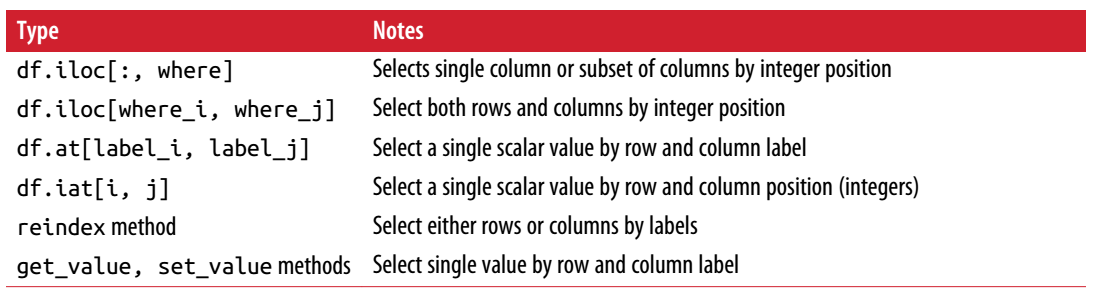 Type Notes
df.iloc[:, where] Selects single column or subset of columns by integer position
df.iloc[where_i, where_j] Select both rows and columns by integer position
df.at[label_i, label_j] Select a single scalar value by row and column label
df.iat[i, j] Select a single scalar value by row and column position (integers)
reindex method Select either rows or columns by labels
get_value, set_value methods Select single value by row and column label